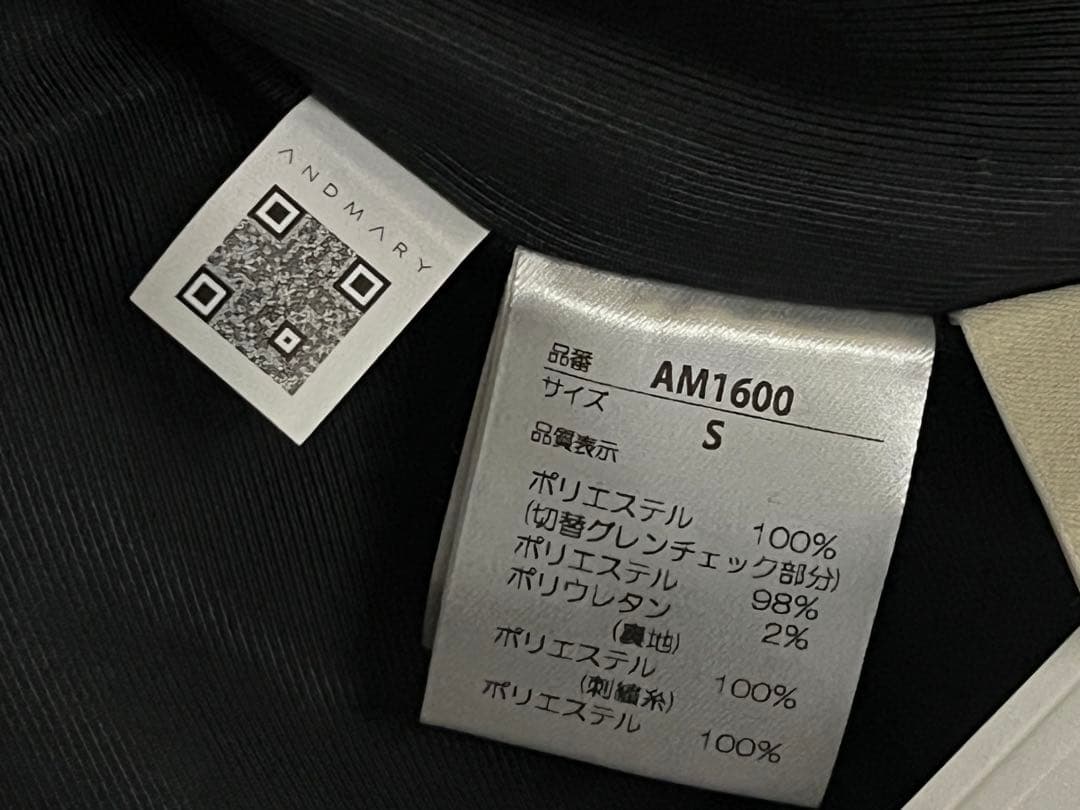 ANDMARY
品番 AM1600
サイズ S
品質表示
ポリエステル 100%
(切替グレンチェック部分)
ポリエステル 98%
ポリウレタン 2%
(裏地)
ポリエステル 100%
(刺繍糸)
ポリエステル 100%